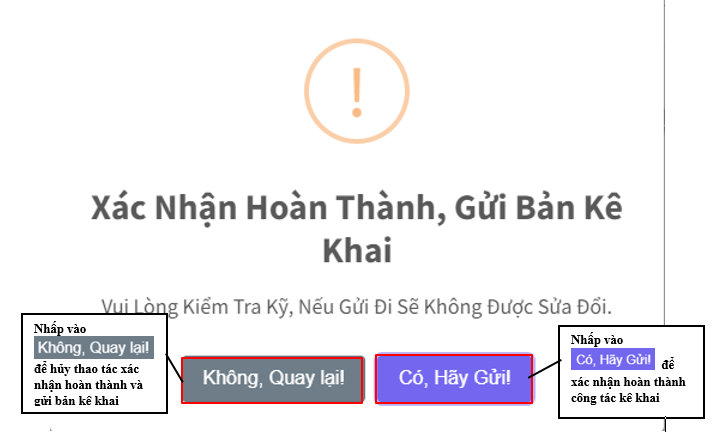 !
Xác Nhận Hoàn Thành, Gửi Bản Kê
Khai
Vui Lòng Kiểm Tra Kỹ, Nếu Gửi Đi Sẽ Không Được Sửa Đổi.
Nhấp vào
Không, Quay lại!
để hủy thao tác xác
nhận hoàn thành và
gửi bản kê khai
Không, Quay lại!
Có, Hãy Gửi!
Nhấp vào
Có, Hãy Gửi! để
xác nhận hoàn thành
công tác kê khai